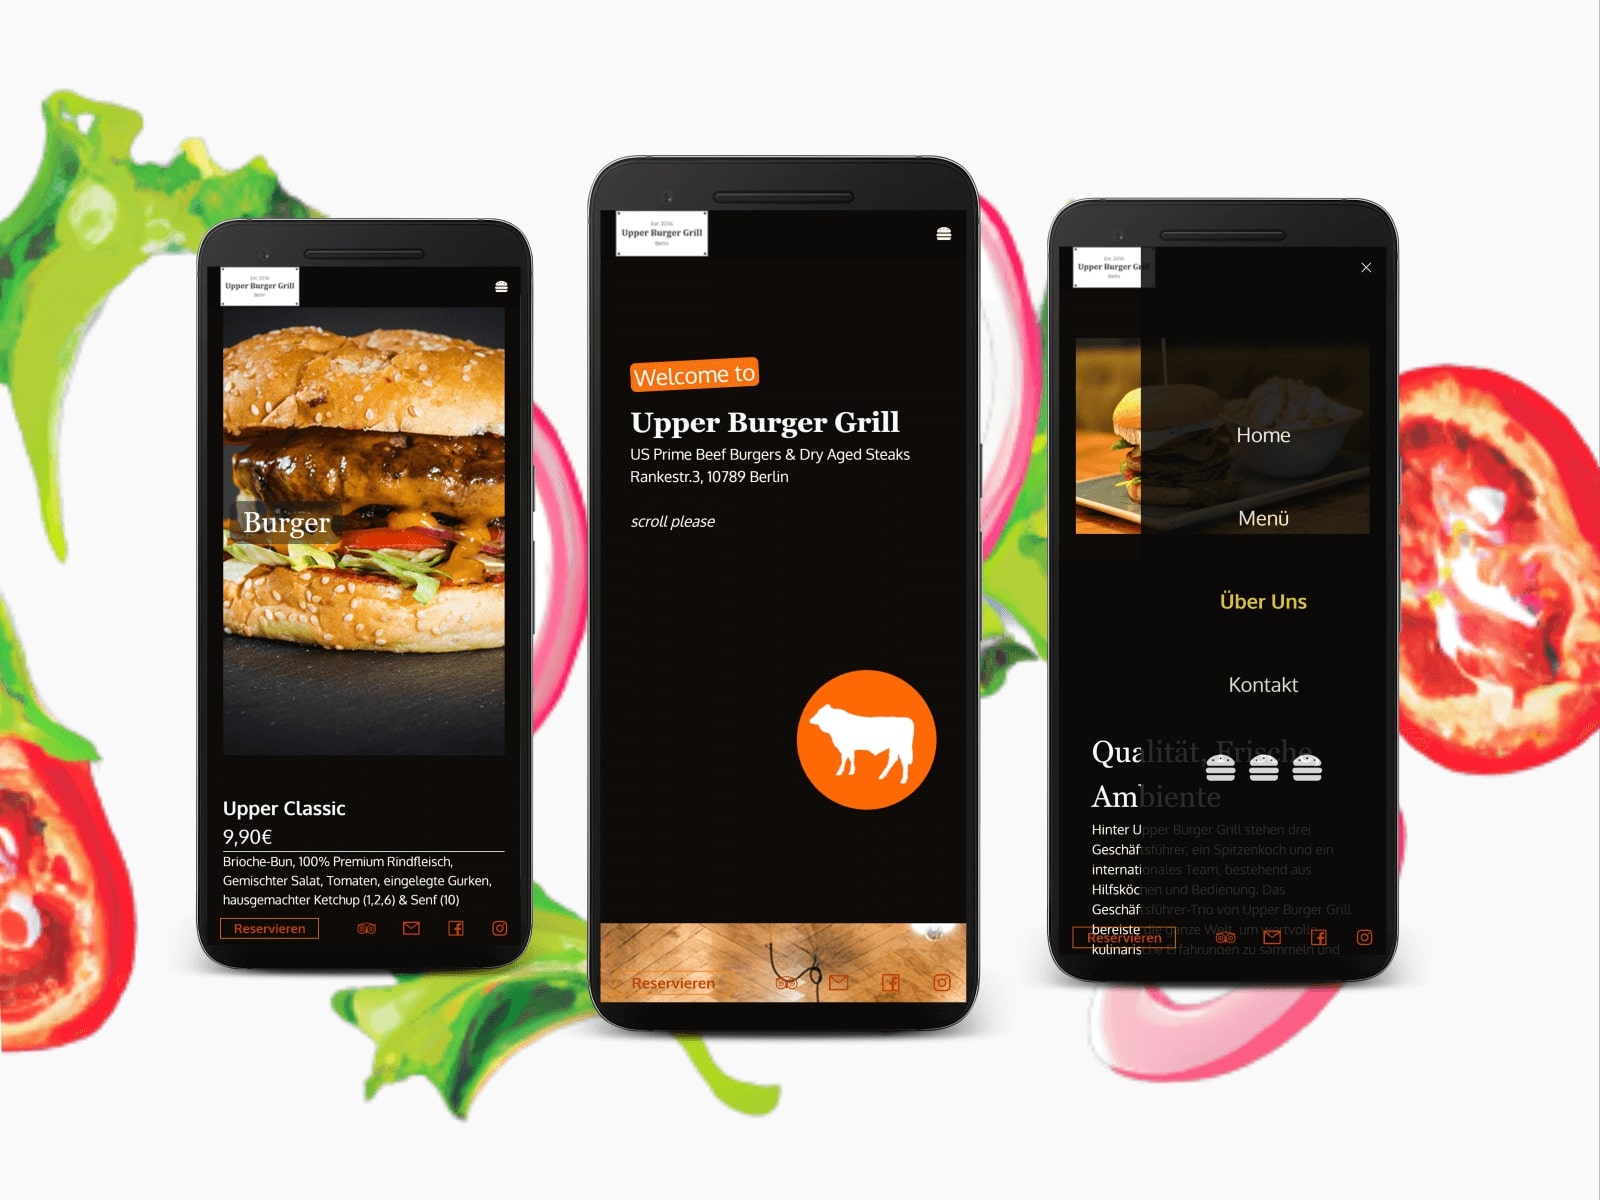 Est. 2016
Upper Burger Grill
Berlin
Burger
Upper Classic
9,90€
Brioche-Bun, 100% Premium Rindfleisch,
Gemischter Salat, Tomaten, eingelegte Gurken,
hausgemachter Ketchup (1,2,6) & Senf (10)
Reservieren
Est. 2016
Upper Burger Grill
Berlin
Welcome to
Upper Burger Grill
US Prime Beef Burgers & Dry Aged Steaks
Rankestr.3, 10789 Berlin
scroll please
Reservieren
Est. 2016
Upper Burger Grill
Berlin
Home
Menü
Über Uns
Kontakt
Qualität, Frische
Ambiente
Hinter Upper Burger Grill stehen drei
Geschäftsführer, ein Spitzenkoch und ein
internationales Team, bestehend aus
Hilfsköchen und Bedienung. Das
Geschäftsführer-Trio von Upper Burger Grill
bereiste die ganze Welt, um wertvolle
Reservieren
kulinarische Erfahrungen zu sammeln und